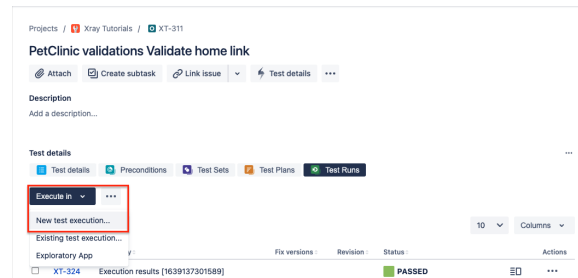 Projects / Xray Tutorials / XT-311
PetClinic validations Validate home link
Attach Create subtask Link issue Test details
Description
Add a description...
Test details
Test details Preconditions Test Sets Test Plans Test Runs
Execute in
New test execution...
10 Columns
Existing test execution...
Fix versions Revision Status Actions
Exploratory App
XT-324 Execution results [1639137301589] PASSED